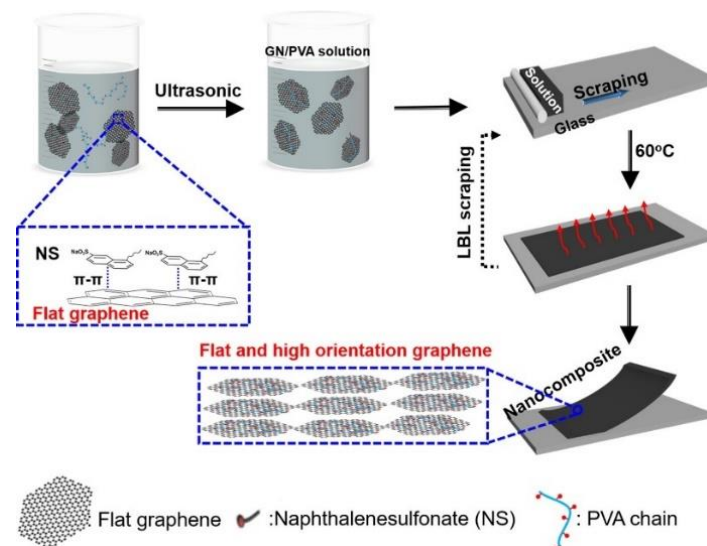 GN/PVA solution
Ultrasonic
Solution
Scraping
Glass
60°C
LBL scraping
NS
NaO₃S
NaO₃S
π-π
π-π
Flat graphene
Flat and high orientation graphene
Nanocomposite
: Flat graphene
:Naphthalenesulfonate (NS)
: PVA chain